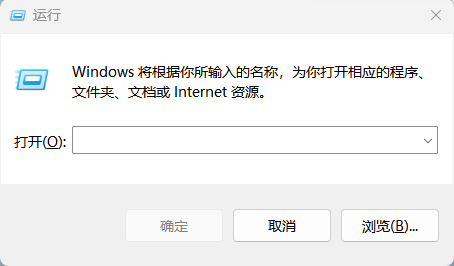 运行
Windows 将根据你所输入的名称，为你打开相应的程序、
文件夹、文档或 Internet 资源。
打开(O):
确定 取消 浏览(B)...